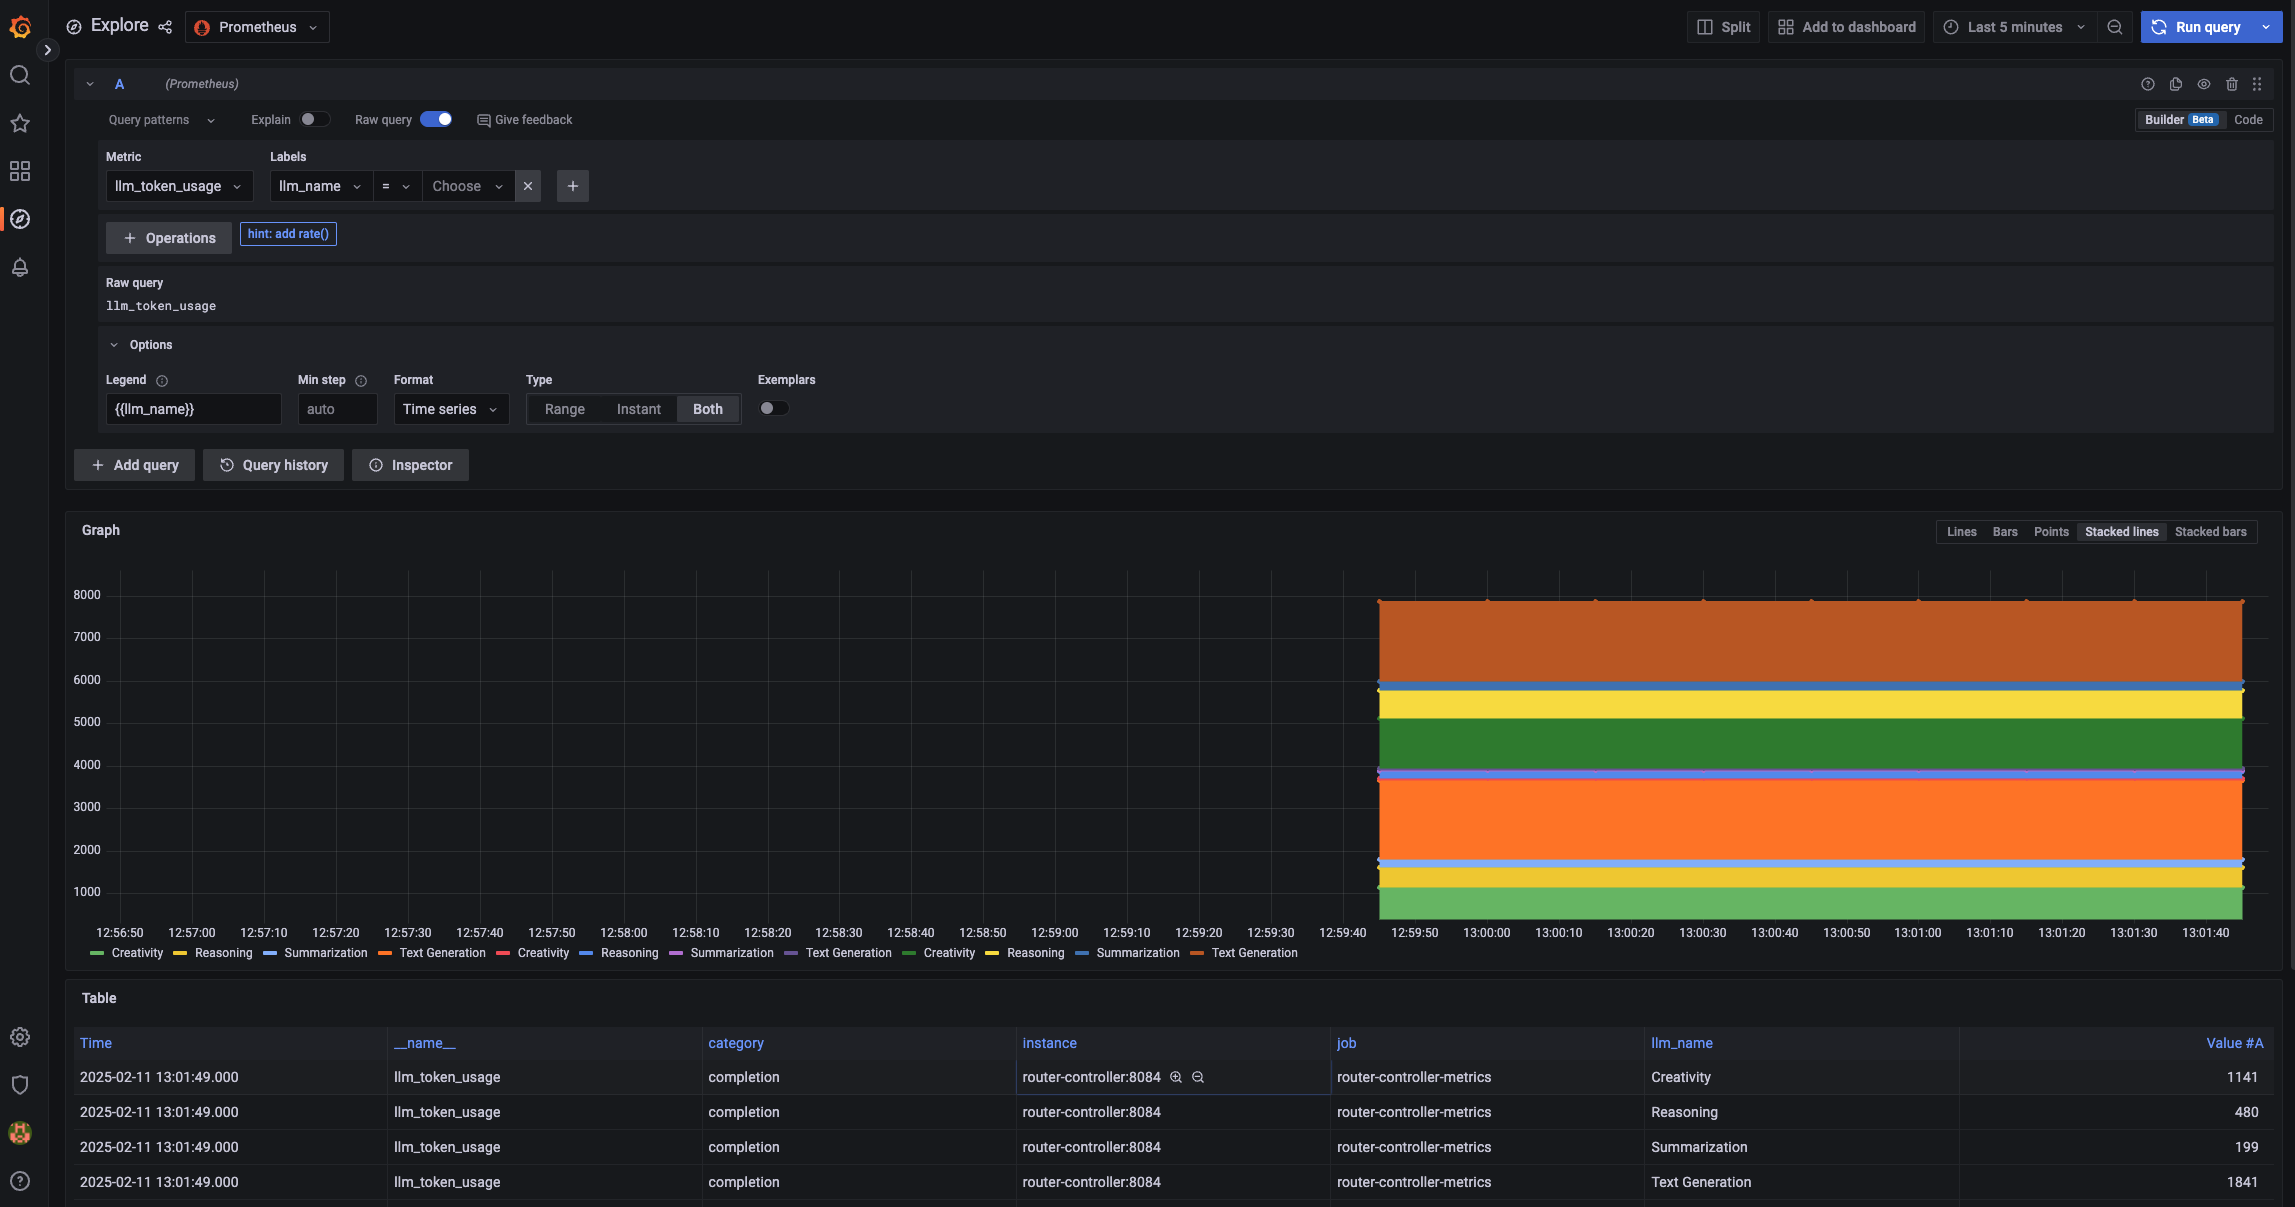 Explore
Prometheus
Split
Add to dashboard
Last 5 minutes
Run query
A
(Prometheus)
Query patterns
Explain
Raw query
Give feedback
Builder Beta
Code
Metric
Labels
llm_token_usage
llm_name
=
Choose
+ Operations
hint: add rate()
Raw query
llm_token_usage
Options
Legend
Min step
Format
Type
Exemplars
{{llm_name}}
auto
Time series
Range
Instant
Both
+ Add query
Query history
Inspector
Graph
Lines
Bars
Points
Stacked lines
Stacked bars
8000
7000
6000
5000
4000
3000
2000
1000
12:56:50 12:57:00 12:57:10 12:57:20 12:57:30 12:57:40 12:57:50 12:58:00 12:58:10 12:58:20 12:58:30 12:58:40 12:58:50 12:59:00 12:59:10 12:59:20 12:59:30 12:59:40 12:59:50 13:00:00 13:00:10 13:00:20 13:00:30 13:00:40 13:00:50 13:01:00 13:01:10 13:01:20 13:01:30 13:01:40
Creativity Reasoning Summarization Text Generation Creativity Reasoning Summarization Text Generation Creativity Reasoning Summarization Text Generation
Table
Time __name__ category instance job llm_name Value #A
2025-02-11 13:01:49.000 llm_token_usage completion router-controller:8084 router-controller-metrics Creativity 1141
2025-02-11 13:01:49.000 llm_token_usage completion router-controller:8084 router-controller-metrics Reasoning 480
2025-02-11 13:01:49.000 llm_token_usage completion router-controller:8084 router-controller-metrics Summarization 199
2025-02-11 13:01:49.000 llm_token_usage completion router-controller:8084 router-controller-metrics Text Generation 1841